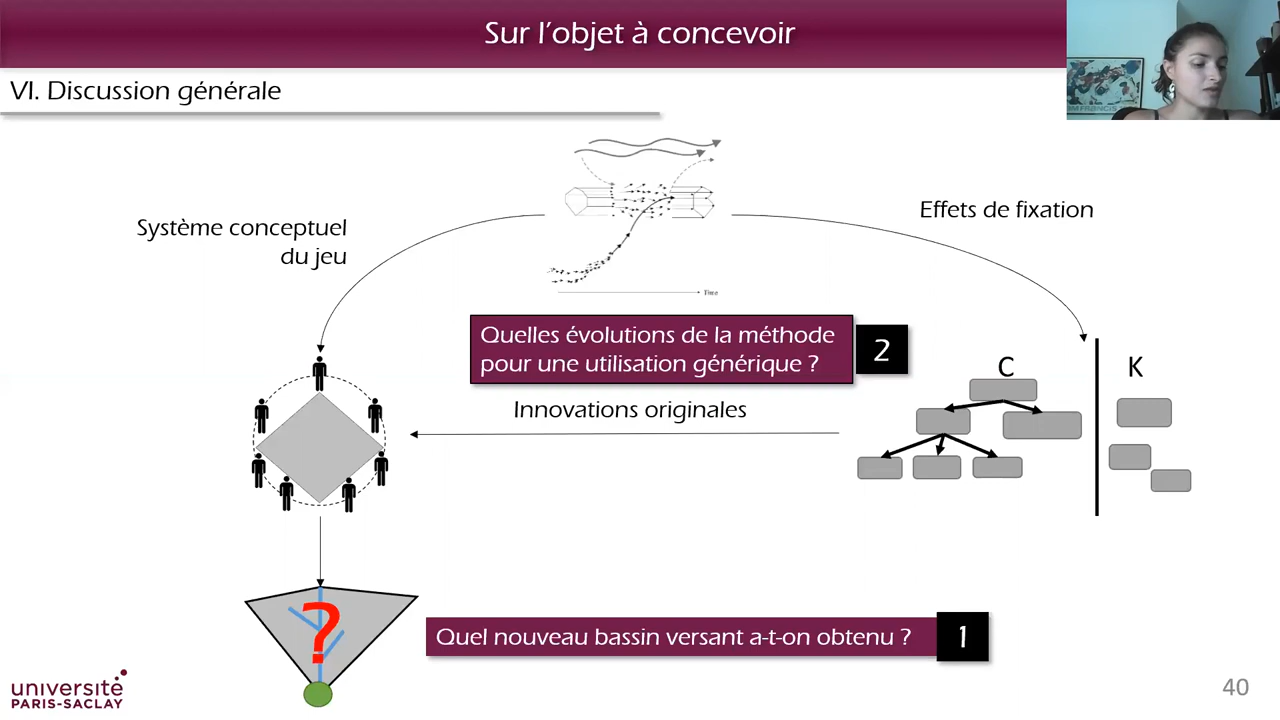 Sur l'objet à concevoir
VI. Discussion générale
Système conceptuel
du jeu
Effets de fixation
Time
Quelles évolutions de la méthode
pour une utilisation générique ?
2
C
K
Innovations originales
?
Quel nouveau bassin versant a-t-on obtenu ?
1
université
PARIS-SACLAY
40